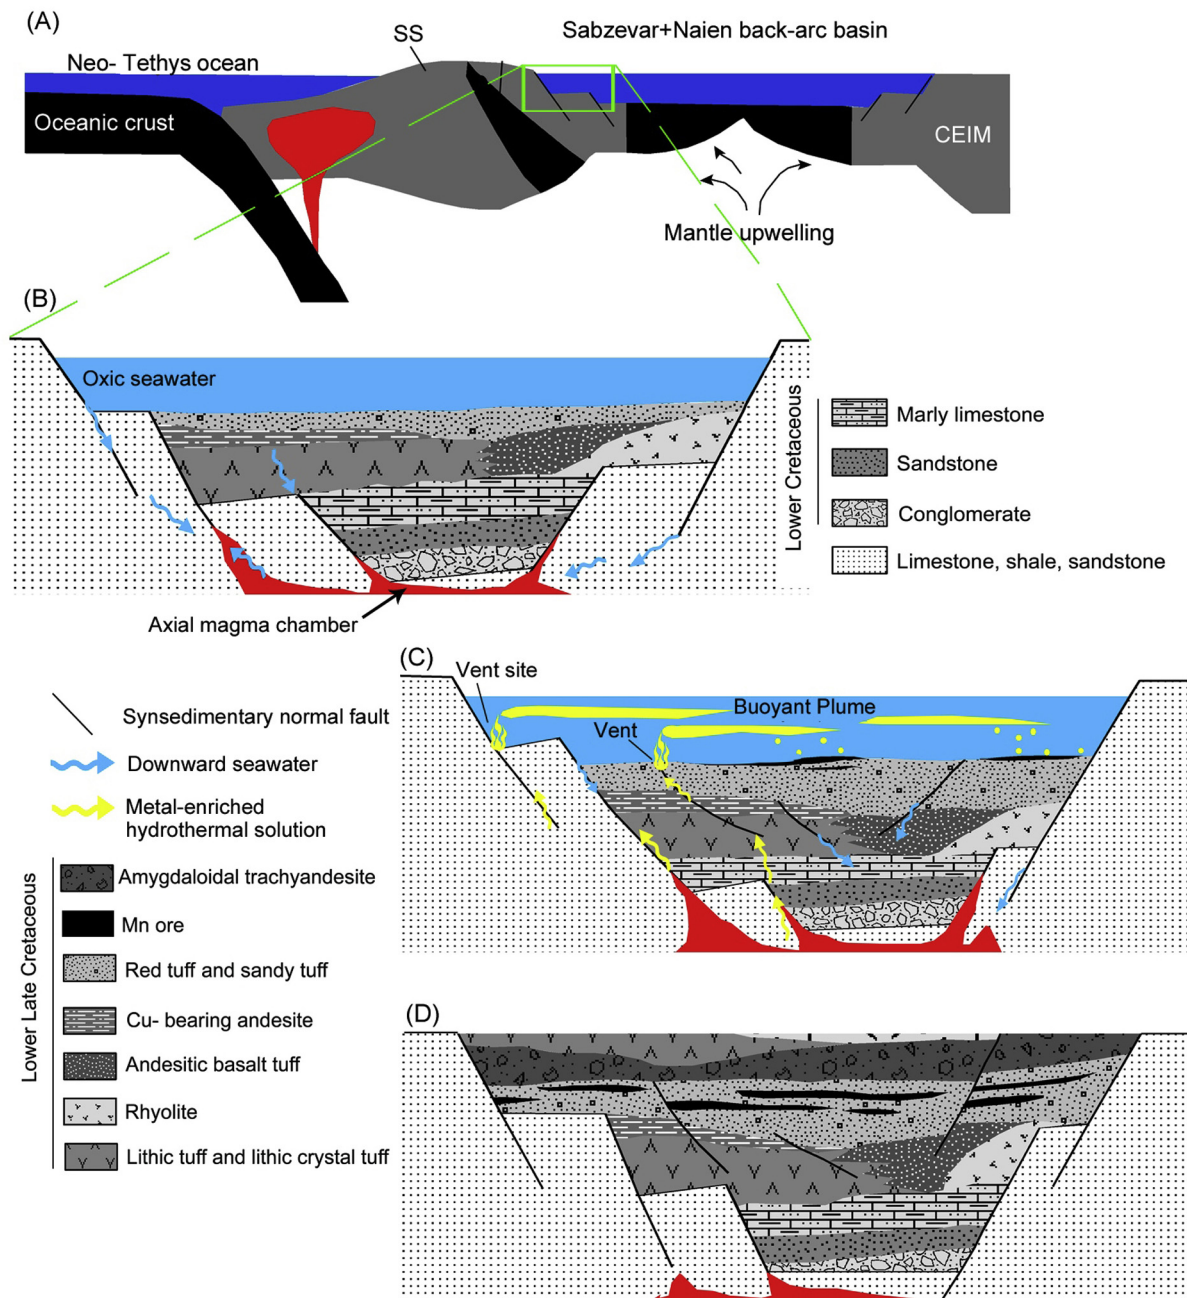 (A)
SS
Sabzevar+Naien back-arc basin
Neo- Tethys ocean
Oceanic crust
CEIM
Mantle upwelling
(B)
Oxic seawater
Axial magma chamber
Lower Cretaceous
Marly limestone
Sandstone
Conglomerate
Limestone, shale, sandstone
(C)
Vent site
Buoyant Plume
Vent
Synsedimentary normal fault
Downward seawater
Metal-enriched
hydrothermal solution
Lower Late Cretaceous
Amygdaloidal trachyandesite
Mn ore
Red tuff and sandy tuff
Cu- bearing andesite
Andesitic basalt tuff
Rhyolite
Lithic tuff and lithic crystal tuff
(D)